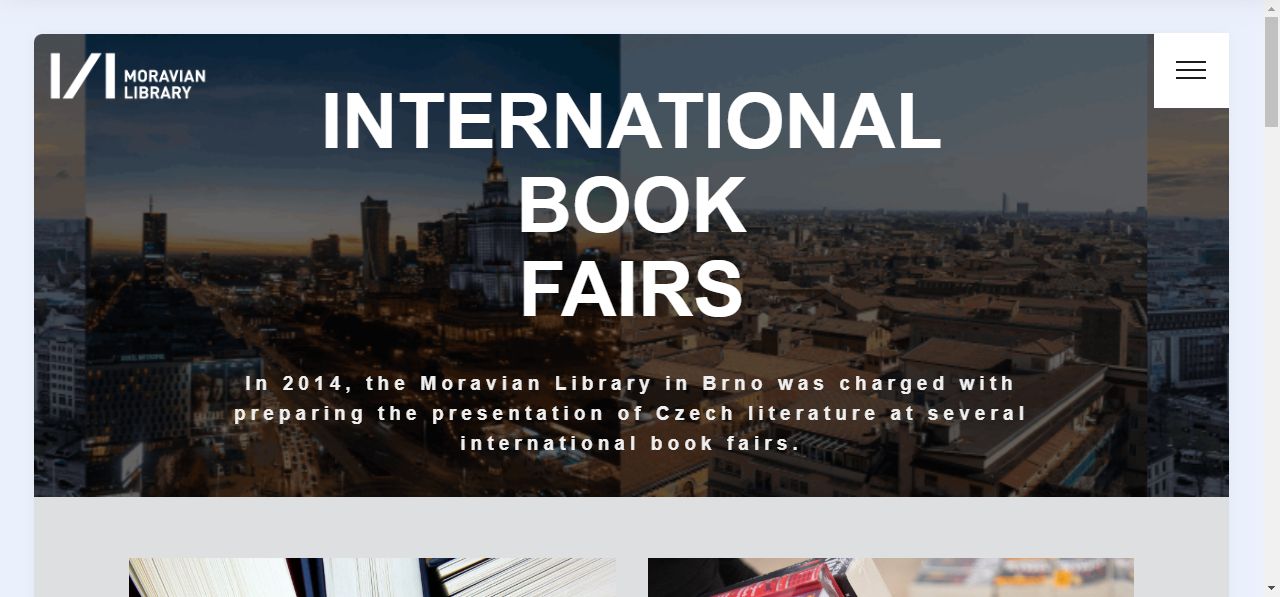 MORAVIAN
LIBRARY
INTERNATIONAL
BOOK
FAIRS
In 2014, the Moravian Library in Brno was charged with
preparing the presentation of Czech literature at several
international book fairs.